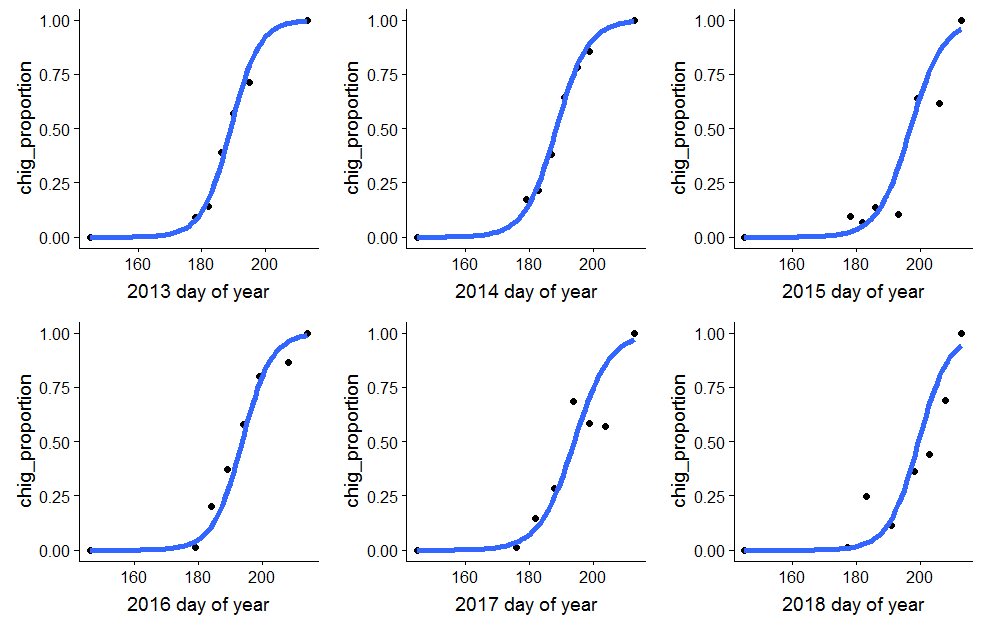 chig_proportion
1.00
0.75
0.50
0.25
0.00
160 180 200
2013 day of year
chig_proportion
1.00
0.75
0.50
0.25
0.00
160 180 200
2014 day of year
chig_proportion
1.00
0.75
0.50
0.25
0.00
160 180 200
2015 day of year
chig_proportion
1.00
0.75
0.50
0.25
0.00
160 180 200
2016 day of year
chig_proportion
1.00
0.75
0.50
0.25
0.00
160 180 200
2017 day of year
chig_proportion
1.00
0.75
0.50
0.25
0.00
160 180 200
2018 day of year